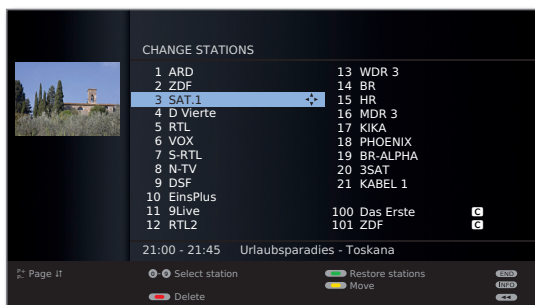 CHANGE STATIONS
1 ARD
2 ZDF
3 SAT.1
4 D Vierte
5 RTL
6 VOX
7 S-RTL
8 N-TV
9 DSF
10 EinsPlus
11 9Live
12 RTL2
13 WDR 3
14 BR
15 HR
16 MDR 3
17 KIKA
18 PHOENIX
19 BR-ALPHA
20 3SAT
21 KABEL 1
100 Das Erste C
101 ZDF C
21:00 - 21:45 Urlaubsparadies - Toskana
P+ P- Page
0-9 Select station
Delete
Restore stations
Move
END
INFO